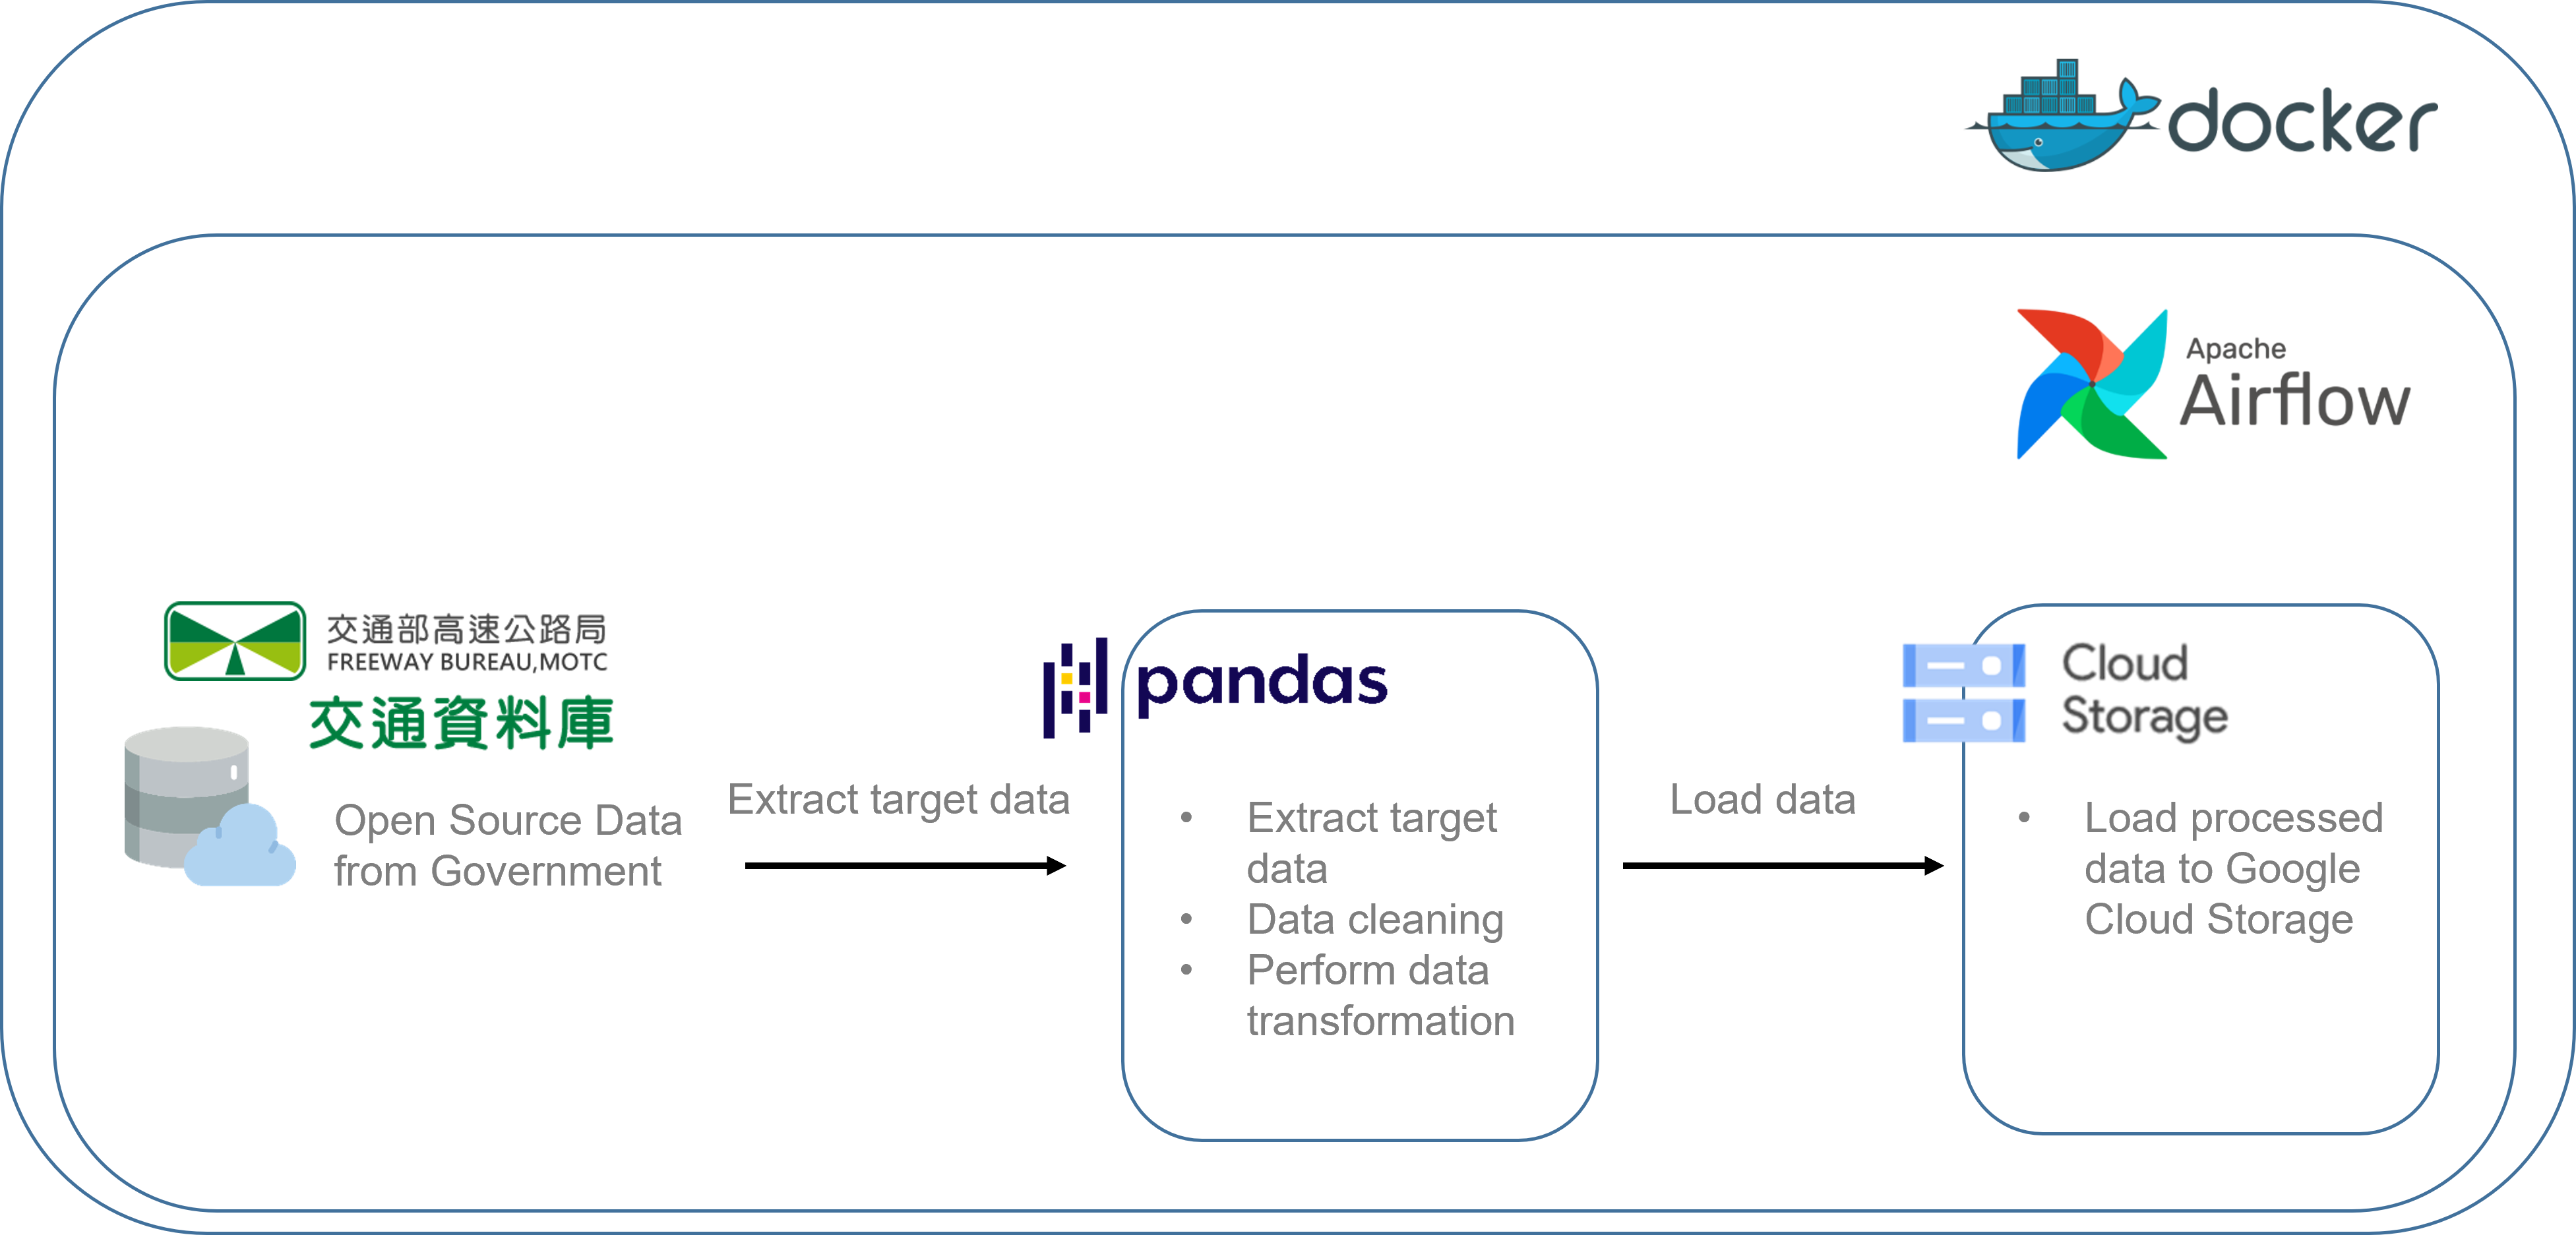 docker
Apache
Airflow
交通部高速公路局
FREEWAY BUREAU,MOTC
交通資料庫
Open Source Data
from Government
Extract target data
pandas
• Extract target
data
• Data cleaning
• Perform data
transformation
Load data
Cloud
Storage
• Load processed
data to Google
Cloud Storage